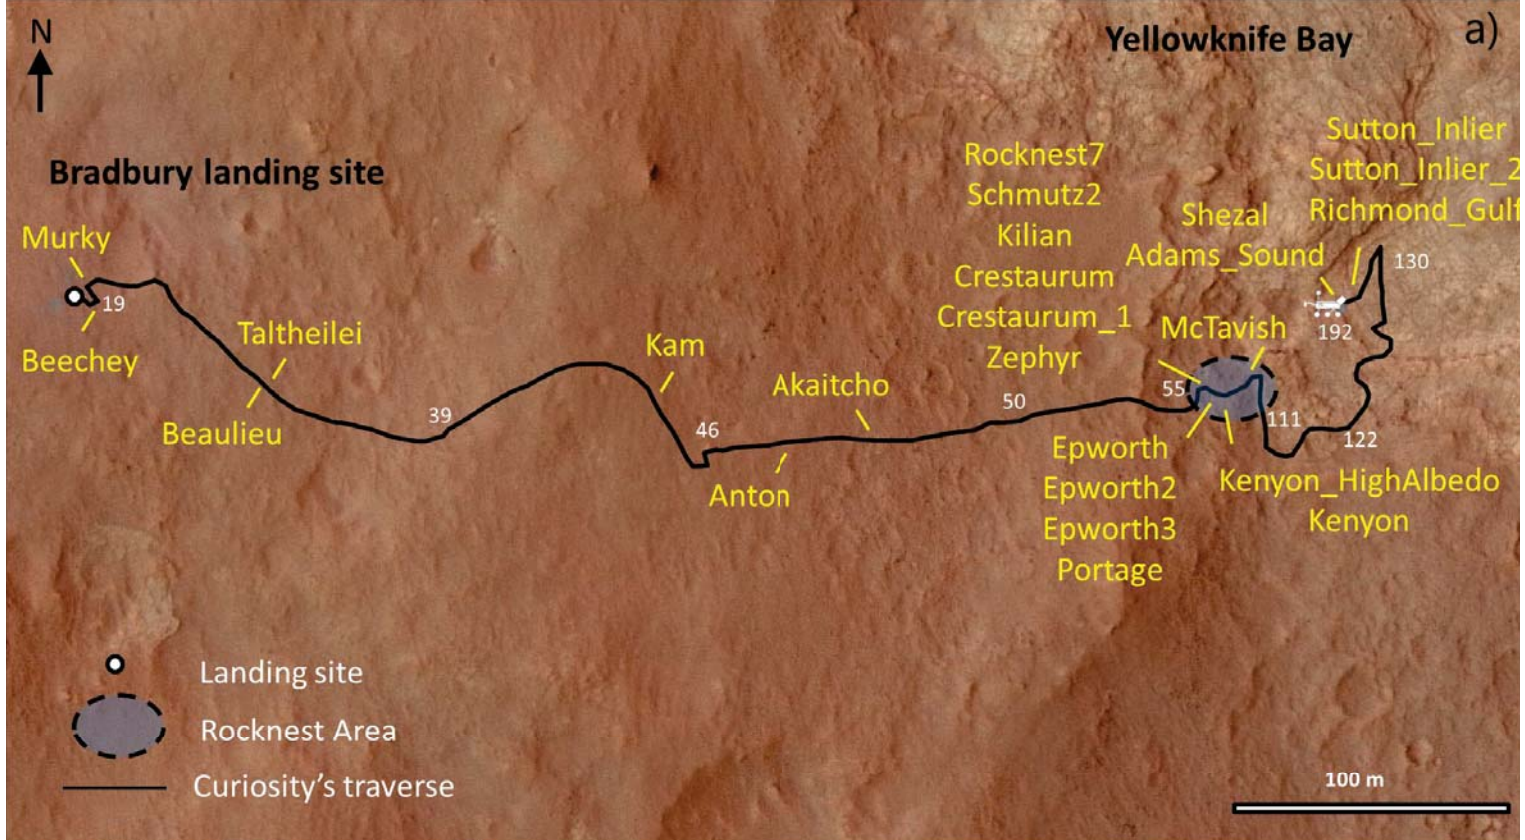 N
Yellowknife Bay
a)
Bradbury landing site
Murky
19
Beechey
Taltheilei
Beaulieu
39
Kam
46
Anton
Akaitcho
50
Rocknest7
Schmutz2
Kilian
Crestaurum
Crestaurum_1
Zephyr
55
Epworth
Epworth2
Epworth3
Portage
McTavish
111
Kenyon_HighAlbedo
Kenyon
122
Shezal
Adams_Sound
192
Sutton_Inlier
Sutton_Inlier_2
Richmond_Gulf
130
Landing site
Rocknest Area
Curiosity's traverse
100 m